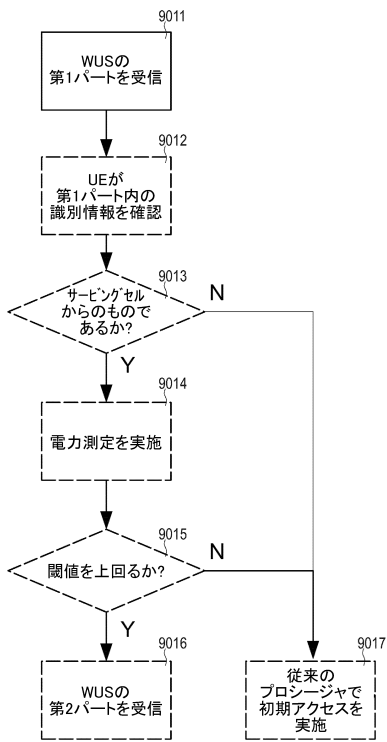 9011
WUSの
第1パートを受信
9012
UEが
第1パート内の
識別情報を確認
9013
サービングセル
からのもので
あるか?
N
Y
9014
電力測定を実施
9015
閾値を上回るか?
N
Y
9016
WUSの
第2パートを受信
9017
従来の
プロシージャで
初期アクセスを
実施